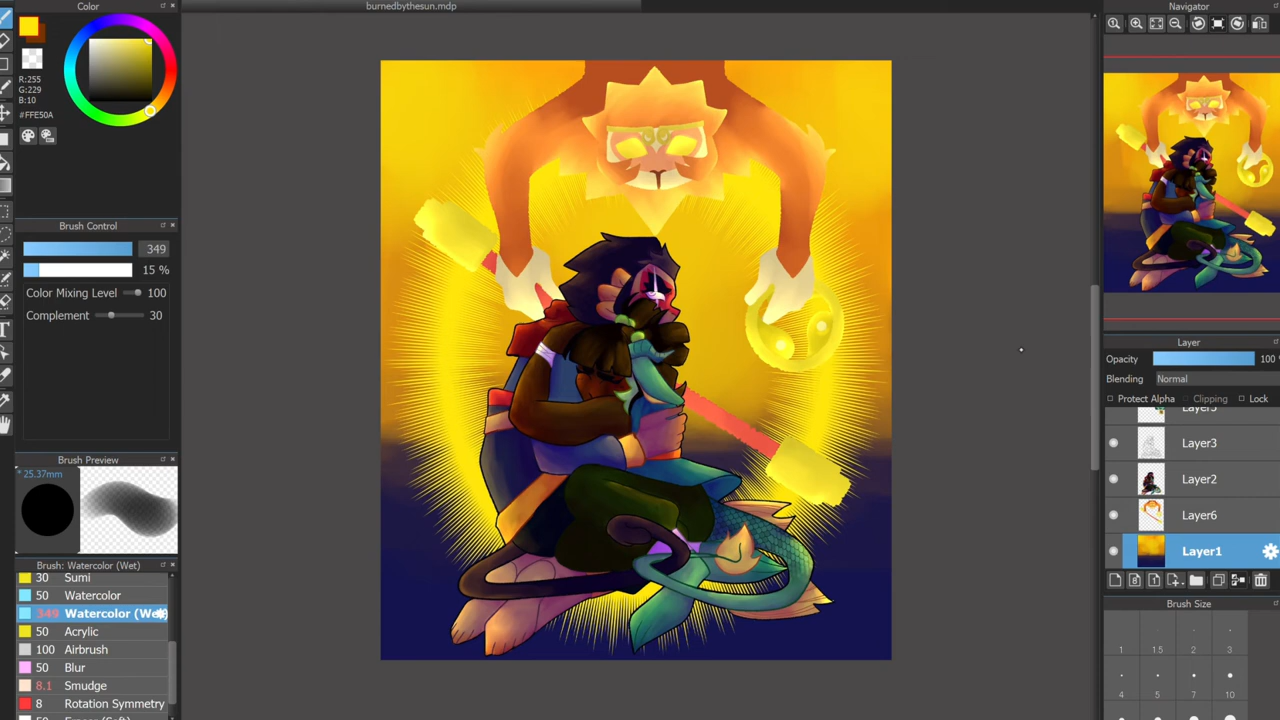 Color
burnedbythesun.mdp
Navigator
R:255
G:229
B:10
#FFE50A
Brush Control
349
15 %
Color Mixing Level 100
Complement 30
Brush Preview
*25.37mm
Brush: Watercolor (Wet)
30 Sumi
50 Watercolor
349 Watercolor (Wet)
50 Acrylic
100 Airbrush
50 Blur
8.1 Smudge
8 Rotation Symmetry
50 Eraser (Soft)
Layer
Opacity 100 %
Blending Normal
Protect Alpha Clipping Lock
Layer3
Layer2
Layer6
Layer1
Brush Size
1 1.5 2 3
4 5 7 10